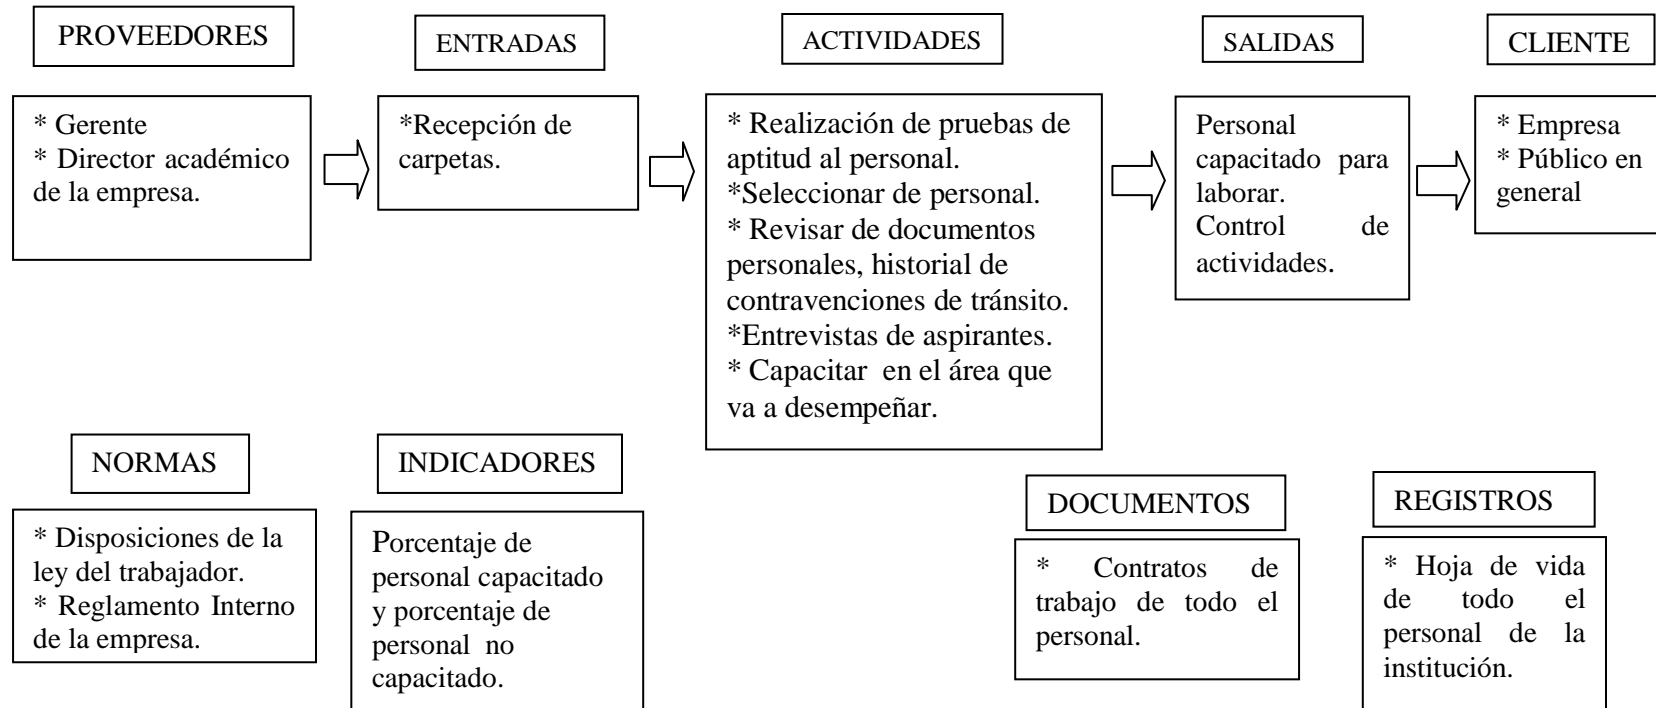 PROVEEDORES
ENTRADAS
ACTIVIDADES
SALIDAS
CLIENTE
* Gerente
* Director académico
de la empresa.
*Recepción de
carpetas.
* Realización de pruebas de
aptitud al personal.
*Seleccionar de personal.
* Revisar de documentos
personales, historial de
contravenciones de tránsito.
*Entrevistas de aspirantes.
* Capacitar en el área que
va a desempeñar.
Personal
capacitado para
laborar.
Control de
actividades.
* Empresa
* Público en
general
NORMAS
INDICADORES
DOCUMENTOS
REGISTROS
* Disposiciones de la
ley del trabajador.
* Reglamento Interno
de la empresa.
Porcentaje de
personal capacitado
y porcentaje de
personal no
capacitado.
* Contratos de
trabajo de todo el
personal.
* Hoja de vida
de todo el
personal de la
institución.